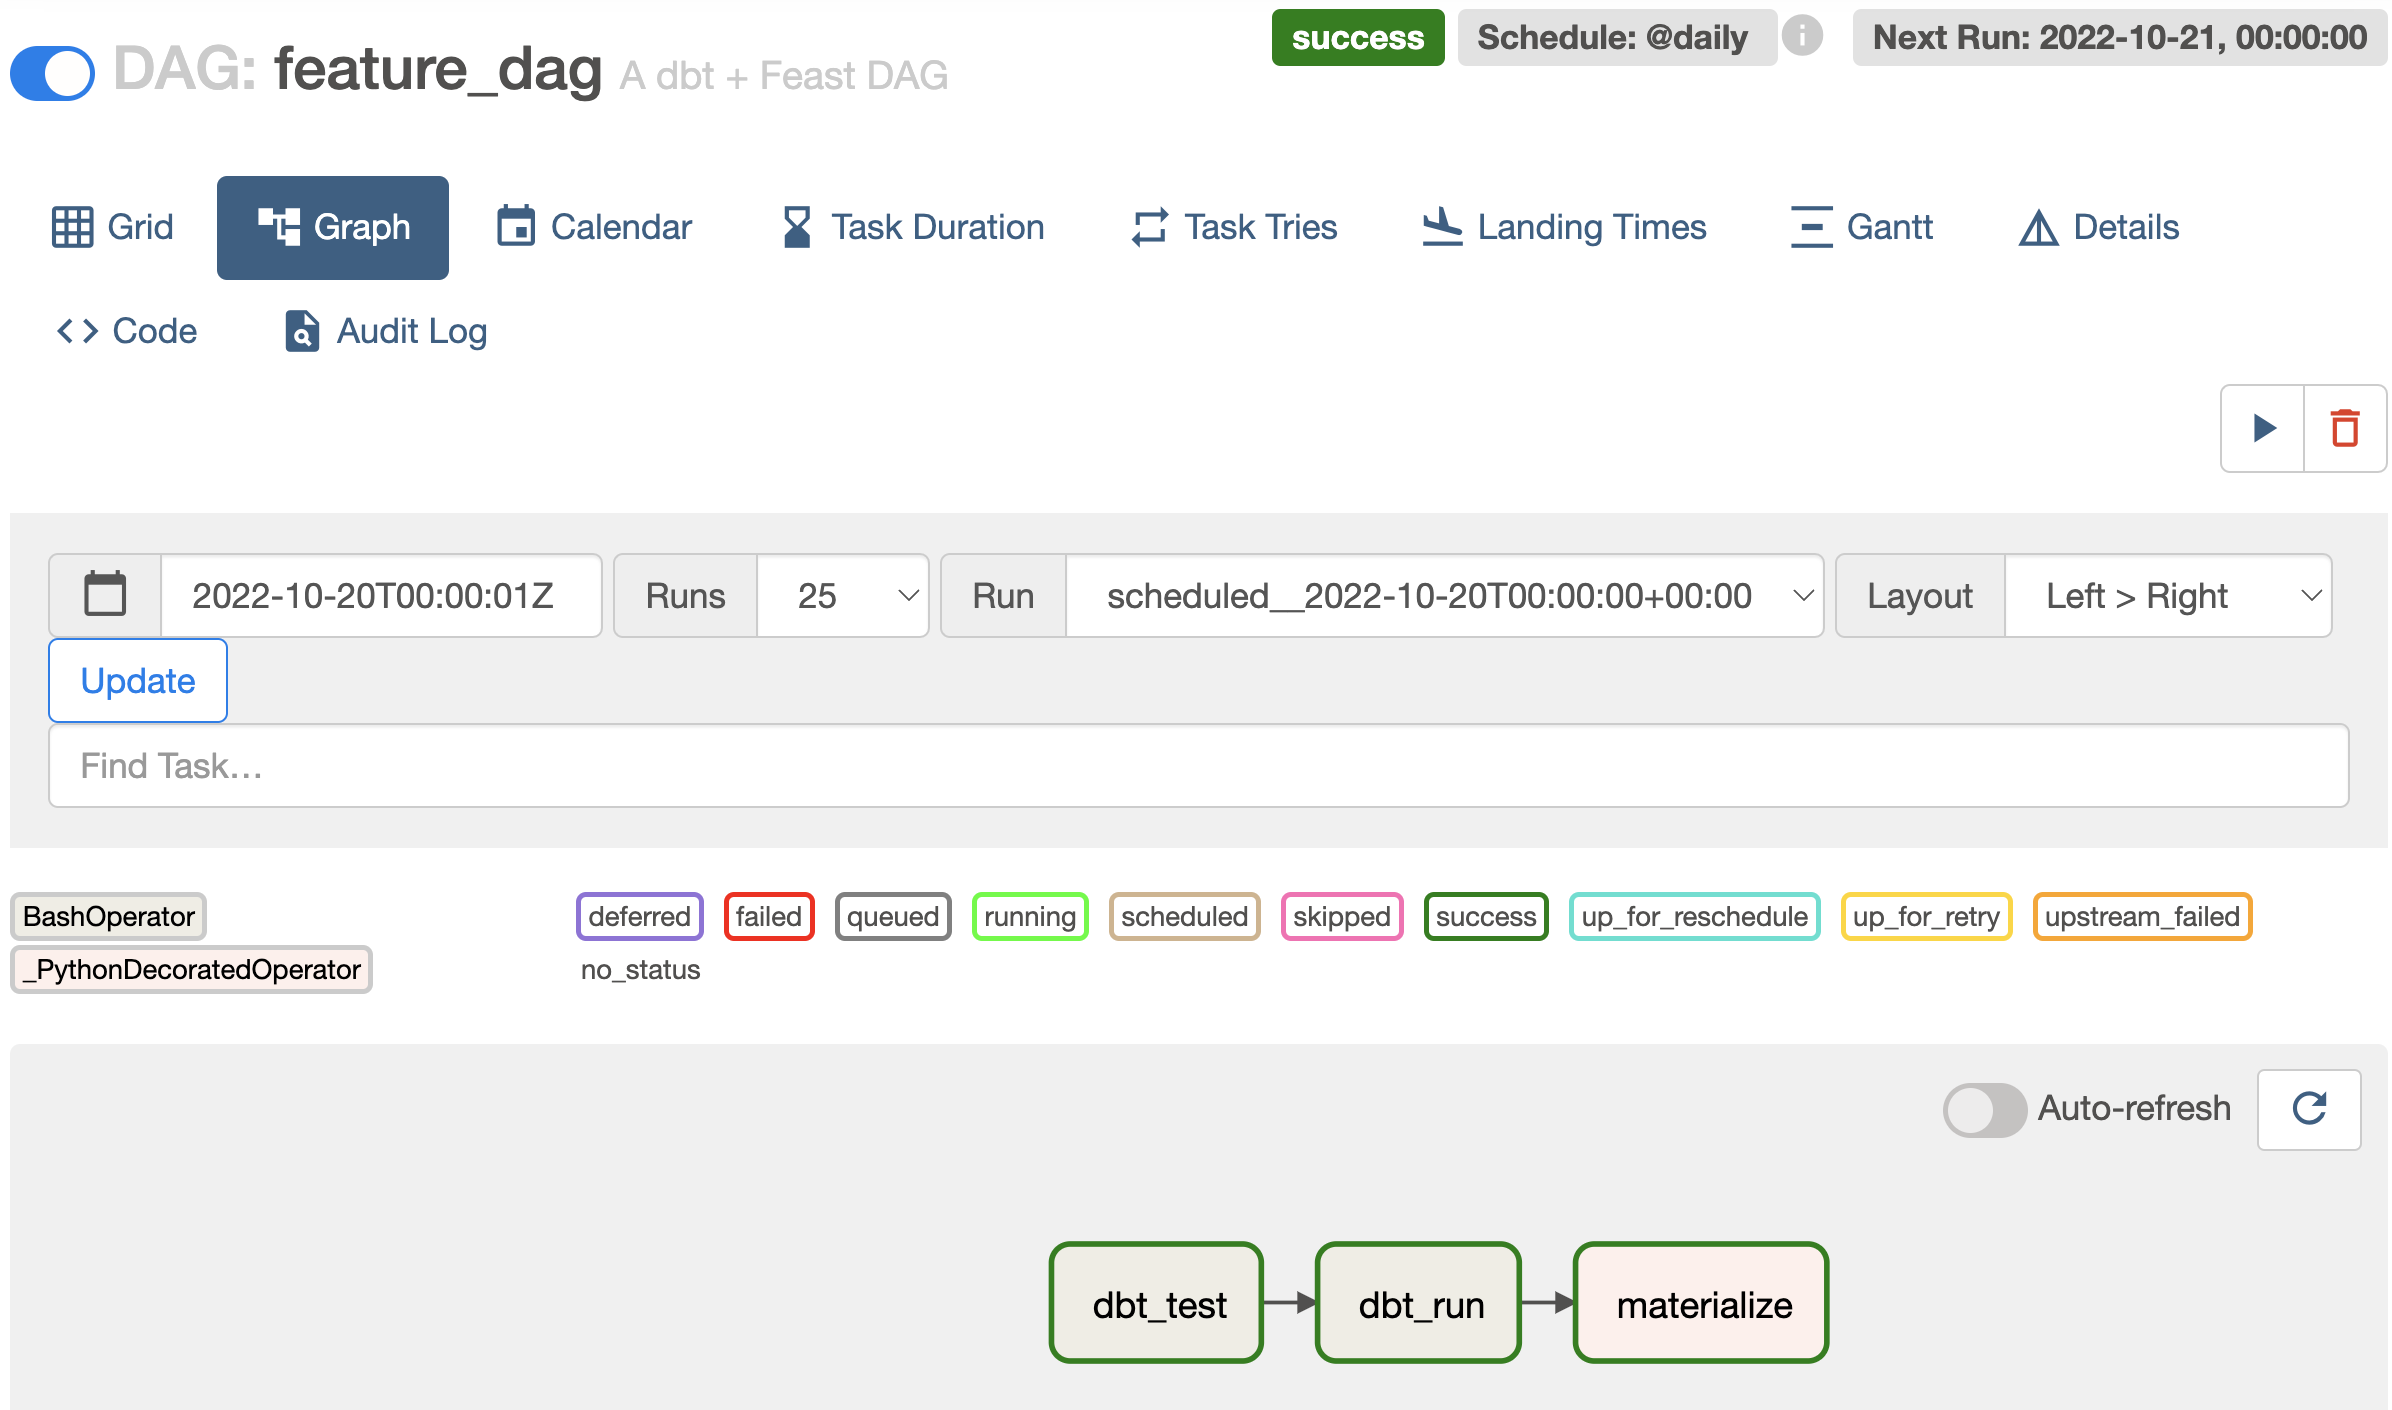 success Schedule: @daily Next Run: 2022-10-21, 00:00:00
DAG: feature_dag A dbt + Feast DAG
Grid Graph Calendar Task Duration Task Tries Landing Times Gantt Details
Code Audit Log
2022-10-20T00:00:01Z Runs 25 Run scheduled__2022-10-20T00:00:00+00:00 Layout Left > Right
Update
Find Task…
BashOperator deferred failed queued running scheduled skipped success up_for_reschedule up_for_retry upstream_failed
_PythonDecoratedOperator no_status
Auto-refresh
dbt_test dbt_run materialize